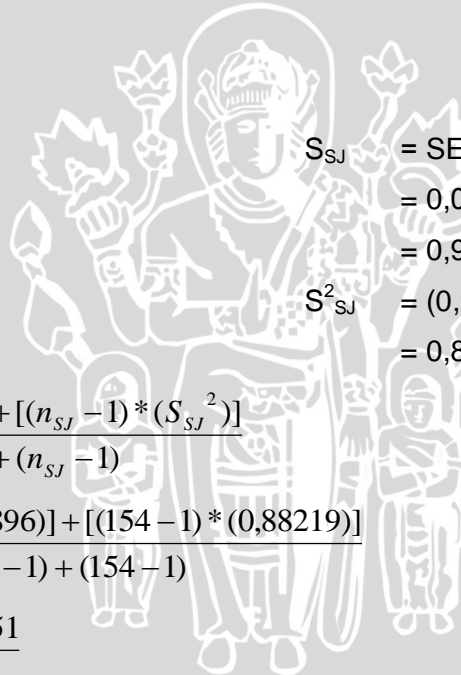 S_SJ = SE
= 0,0
= 0,9
S²_SJ = (0,
= 0,8
+ [(n_SJ − 1) * (S_SJ²)]
+ (n_SJ − 1)
396)] + [(154 − 1) * (0,88219)]
− 1) + (154 − 1)
51